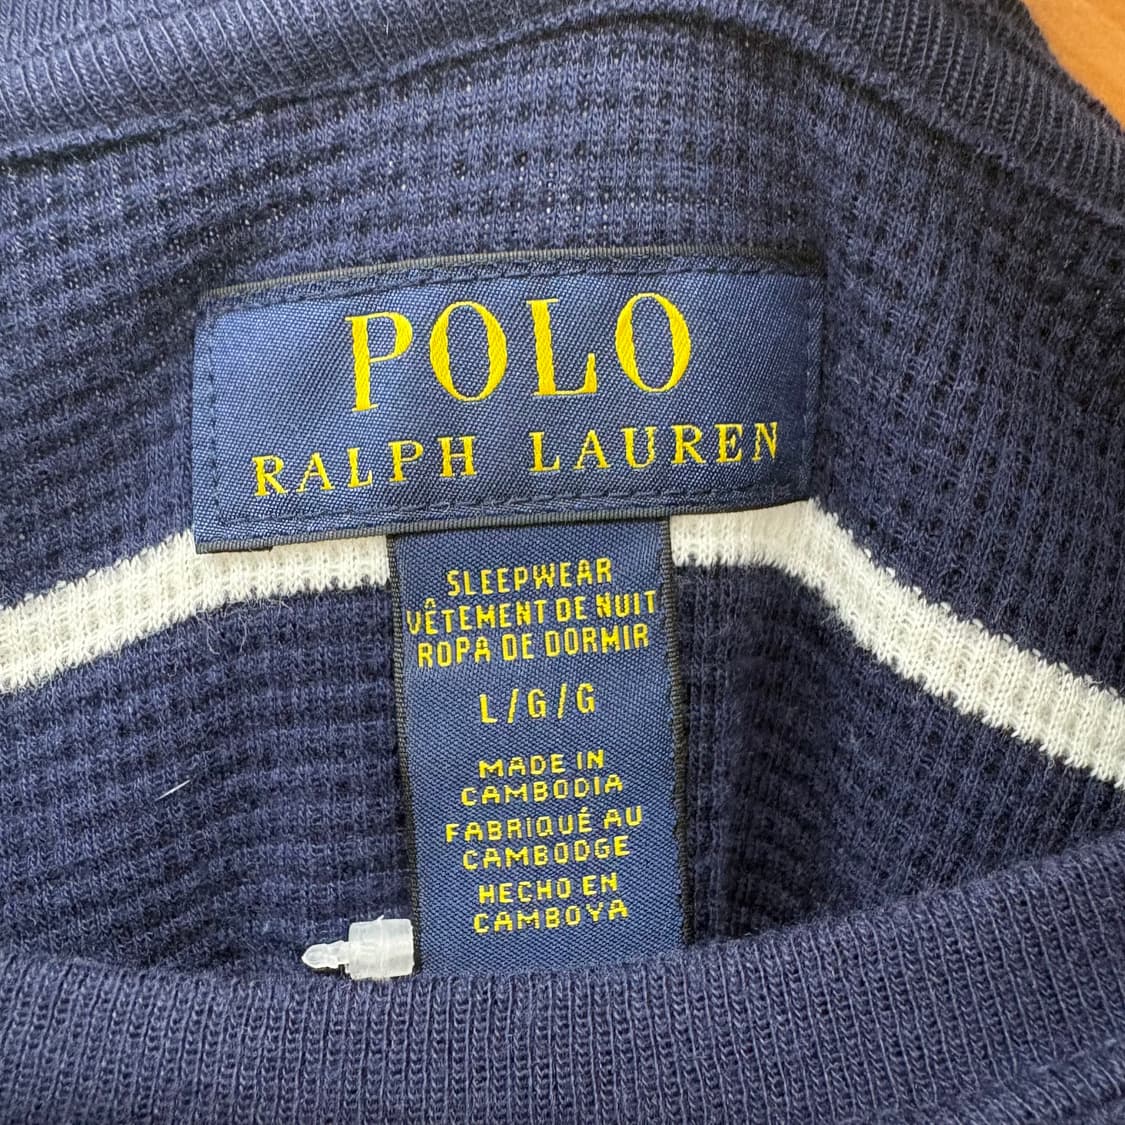 POLO
RALPH LAUREN
SLEEPWEAR
VÊTEMENT DE NUIT
ROPA DE DORMIR
L/G/G
MADE IN
CAMBODIA
FABRIQUÉ AU
CAMBODGE
HECHO EN
CAMBOYA